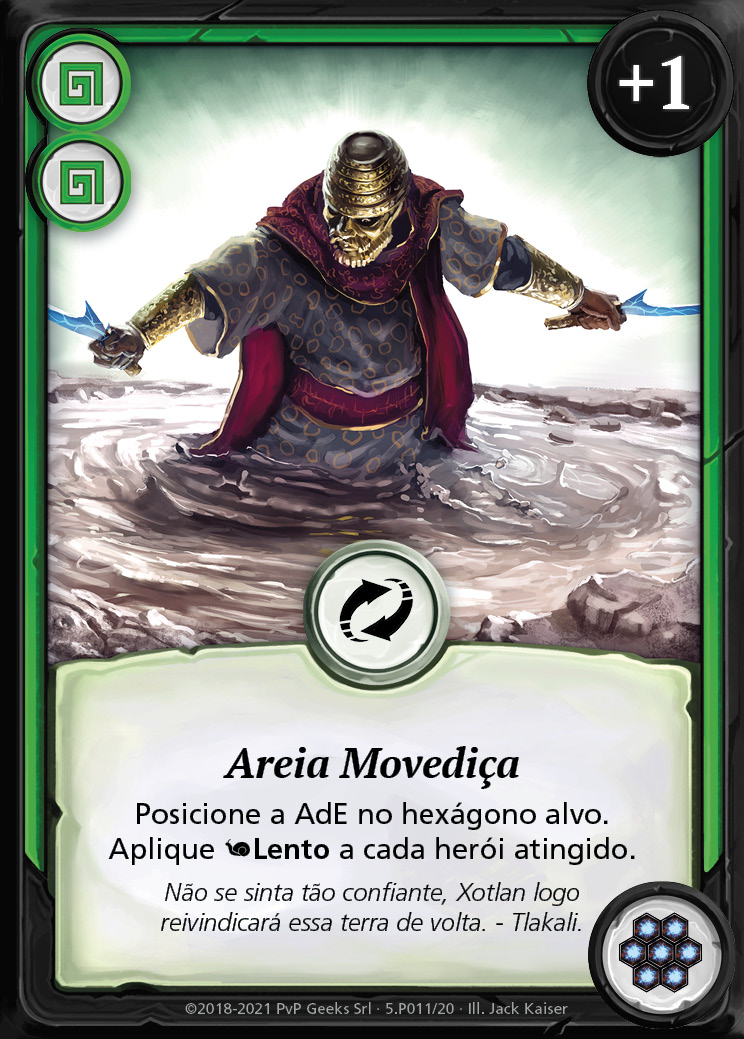 +1
Areia Movediça
Posicione a AdE no hexágono alvo.
Aplique Lento a cada herói atingido.
Não se sinta tão confiante, Xotlan logo
reivindicará essa terra de volta. - Tlakali.
©2018-2021 PvP Geeks Srl · 5.P011/20 · Ill. Jack Kaiser